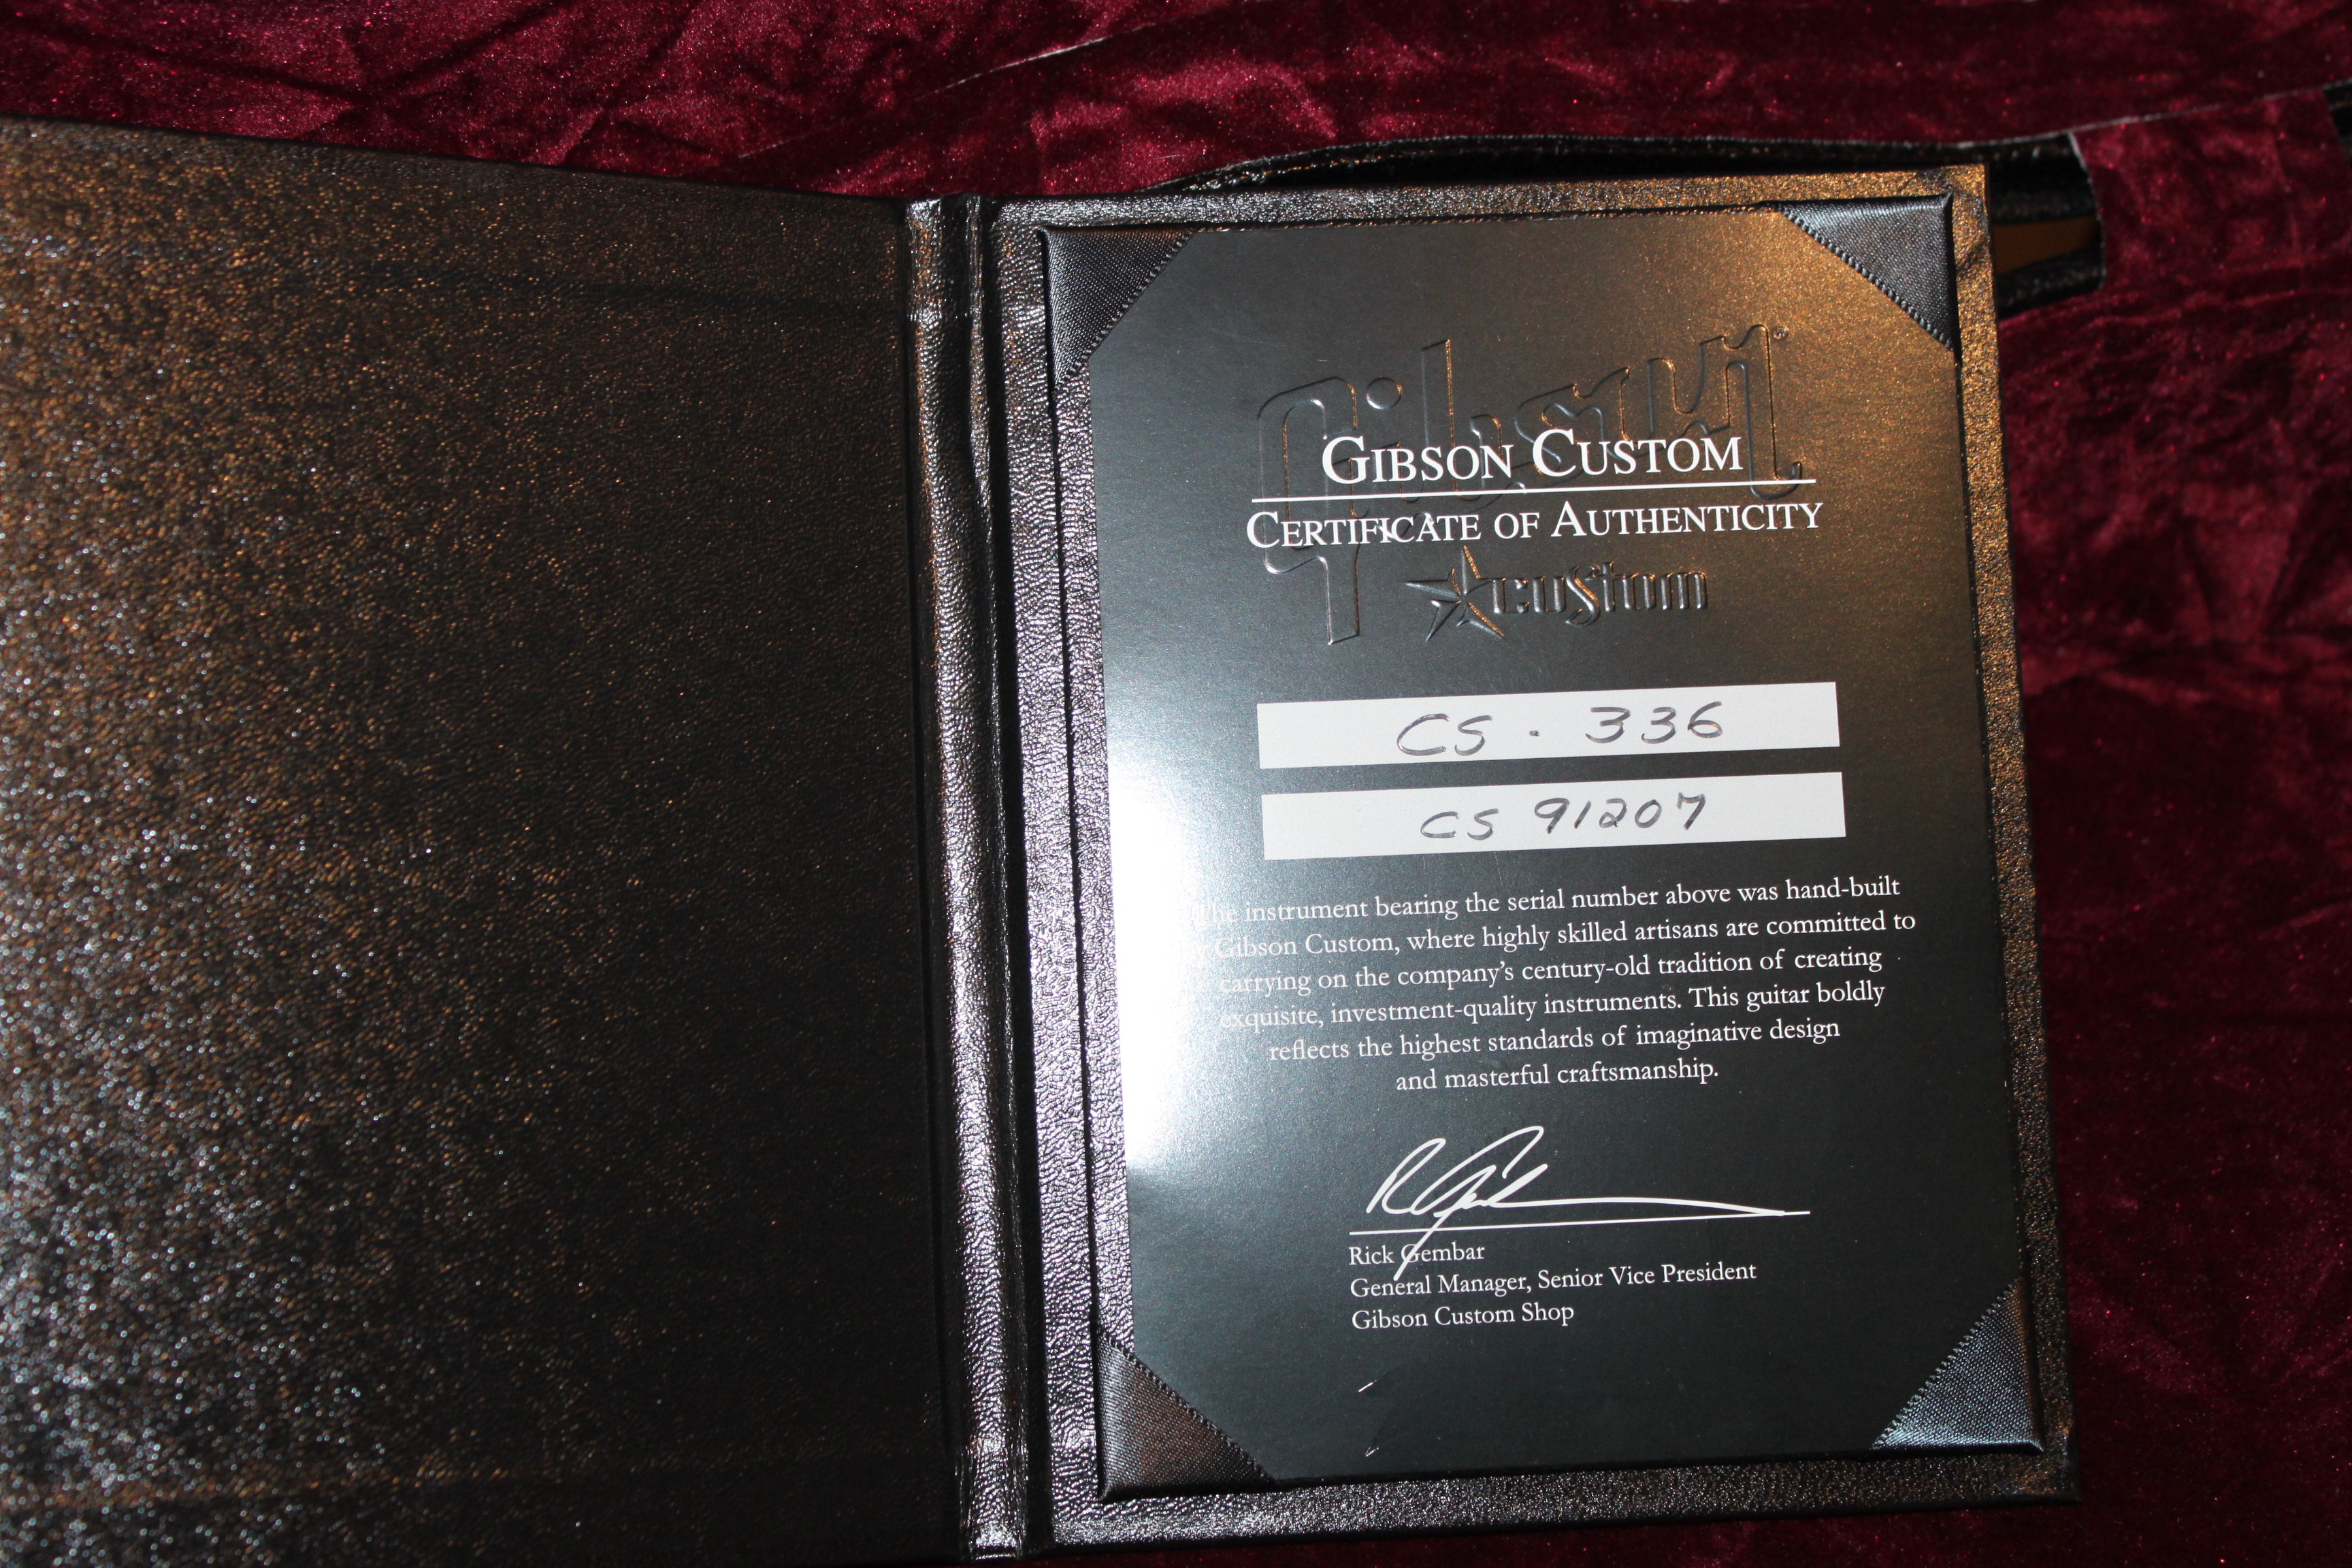 Gibson
GIBSON CUSTOM
CERTIFICATE OF AUTHENTICITY
custom
CS · 336
CS 91207
The instrument bearing the serial number above was hand-built
Gibson Custom, where highly skilled artisans are committed to
carrying on the company's century-old tradition of creating
exquisite, investment-quality instruments. This guitar boldly
reflects the highest standards of imaginative design
and masterful craftsmanship.
Rick Gembar
General Manager, Senior Vice President
Gibson Custom Shop